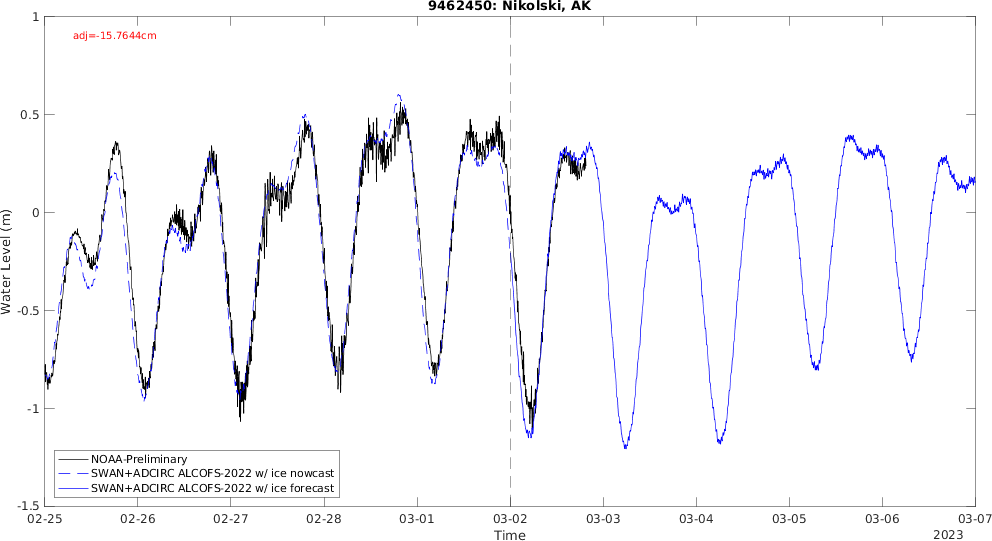 9462450: Nikolski, AK
adj=-15.7644cm
1
0.5
0
-0.5
-1
-1.5
Water Level (m)
NOAA-Preliminary
SWAN+ADCIRC ALCOFS-2022 w/ ice nowcast
SWAN+ADCIRC ALCOFS-2022 w/ ice forecast
02-25 02-26 02-27 02-28 03-01 03-02 03-03 03-04 03-05 03-06 03-07
Time
2023